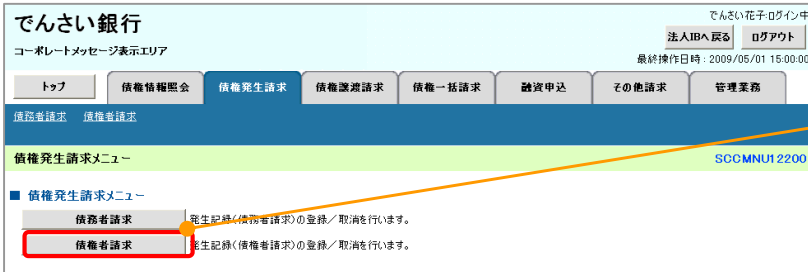 でんさい花子:ログイン中
でんさい銀行
法人IBへ戻る ログアウト
コーポレートメッセージ表示エリア
最終操作日時:2009/05/01 15:00:00
トップ 債権情報照会 債権発生請求 債権譲渡請求 債権一括請求 融資申込 その他請求 管理業務
債務者請求 債権者請求
債権発生請求メニュー SCCMNU12200
■ 債権発生請求メニュー
債務者請求 発生記録(債務者請求)の登録/取消を行います。
債権者請求 発生記録(債権者請求)の登録/取消を行います。